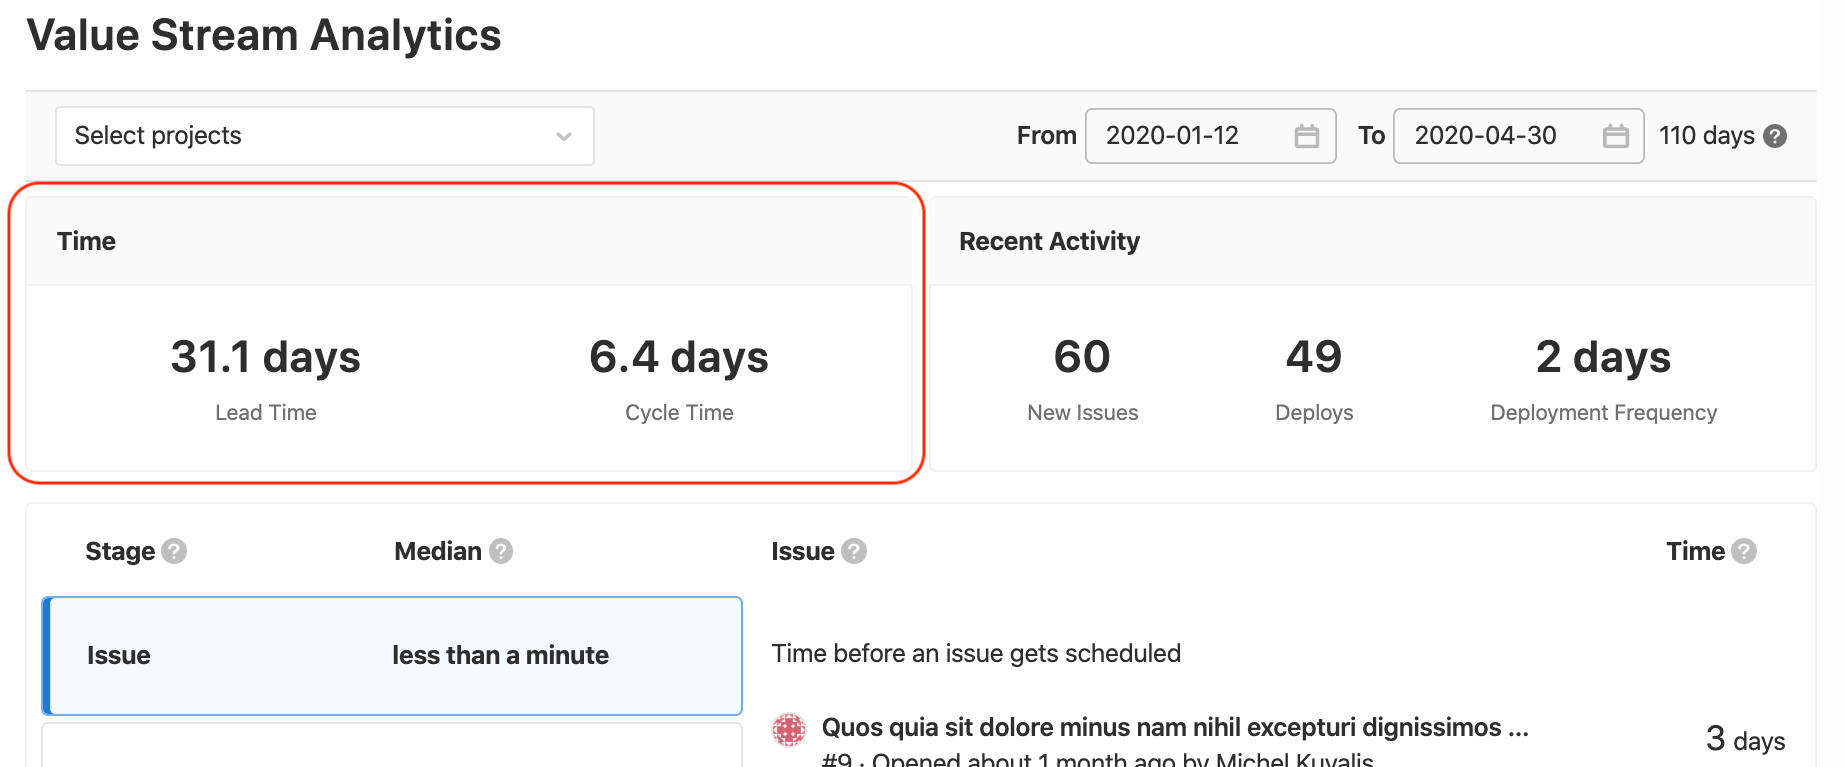 Value Stream Analytics
Select projects
From 2020-01-12 To 2020-04-30 110 days ?
Time
31.1 days
Lead Time
6.4 days
Cycle Time
Recent Activity
60
New Issues
49
Deploys
2 days
Deployment Frequency
Stage ? Median ? Issue ? Time ?
Issue less than a minute
Time before an issue gets scheduled
Quos quia sit dolore minus nam nihil excepturi dignissimos ...
3 days
#9 · Opened about 1 month ago by Michel Kuvalis